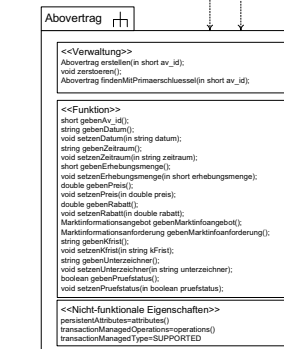 Abovertrag
<<Verwaltung>>
Abovertrag erstellen(in short av_id);
void zerstoeren();
Abovertrag findenMitPrimaerschluessel(in short av_id);
<<Funktion>>
short gebenAv_id();
string gebenDatum();
void setzenDatum(in string datum);
string gebenZeitraum();
void setzenZeitraum(in string zeitraum);
short gebenErhebungsmenge();
void setzenErhebungsmenge(in short erhebungsmenge);
double gebenPreis();
void setzenPreis(in double preis);
double gebenRabatt();
void setzenRabatt(in double rabatt);
Marktinformationsangebot gebenMarktinfoangebot();
Marktinformationsanforderung gebenMarktinfoanforderung();
string gebenKfrist();
void setzenKfrist(in string kFrist);
string gebenUnterzeichner();
void setzenUnterzeichner(in string unterzeichner);
boolean gebenPruefstatus();
void setzenPruefstatus(in boolean pruefstatus);
<<Nicht-funktionale Eigenschaften>>
persistentAttributes=attributes()
transactionManagedOperations=operations()
transactionManagedType=SUPPORTED